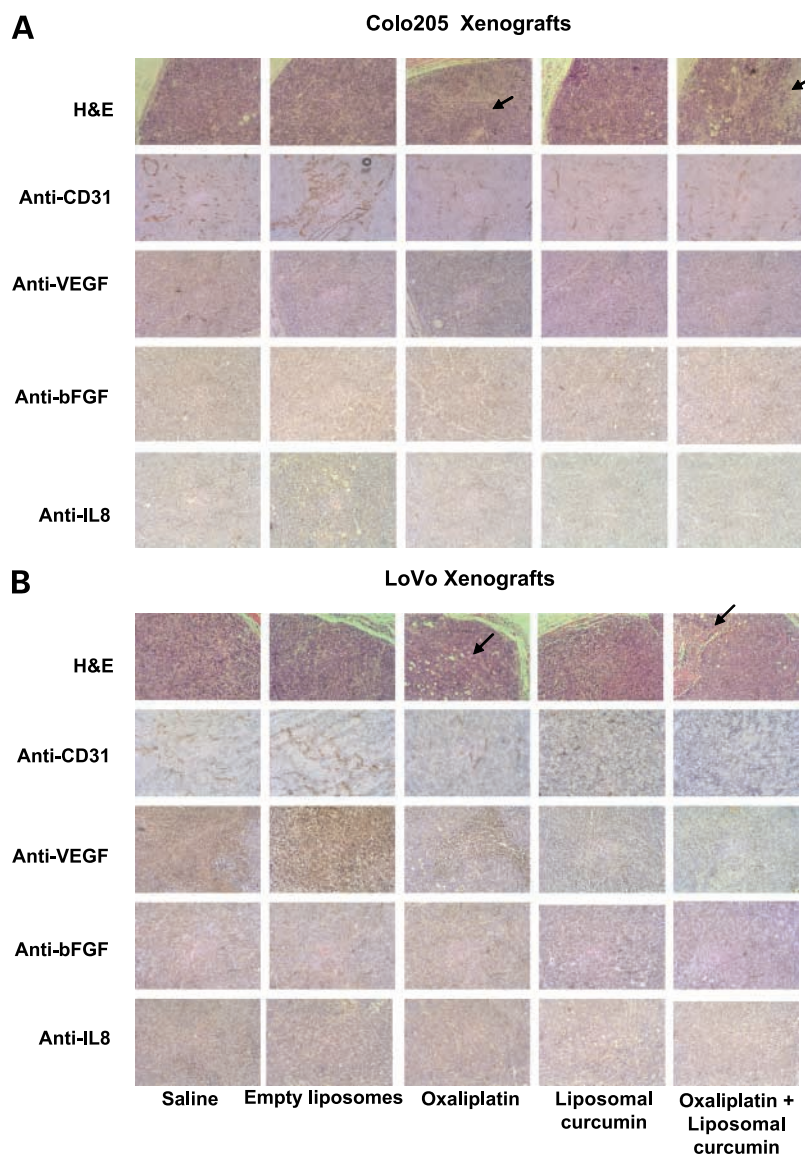 A
Colo205 Xenografts
H&E
Anti-CD31
Anti-VEGF
Anti-bFGF
Anti-IL8
B
LoVo Xenografts
H&E
Anti-CD31
Anti-VEGF
Anti-bFGF
Anti-IL8
Saline
Empty liposomes
Oxaliplatin
Liposomal
curcumin
Oxaliplatin +
Liposomal
curcumin